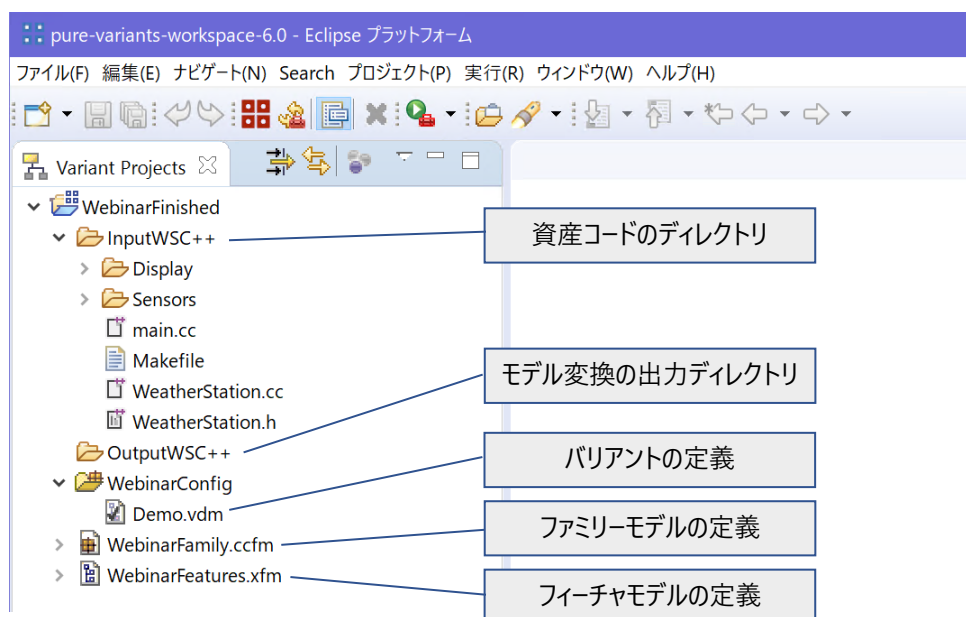 pure-variants-workspace-6.0 - Eclipse プラットフォーム
ファイル(F) 編集(E) ナビゲート(N) Search プロジェクト(P) 実行(R) ウィンドウ(W) ヘルプ(H)
Variant Projects
WebinarFinished
InputWSC++
資産コードのディレクトリ
Display
Sensors
main.cc
Makefile
モデル変換の出力ディレクトリ
WeatherStation.cc
WeatherStation.h
OutputWSC++
バリアントの定義
WebinarConfig
Demo.vdm
ファミリーモデルの定義
WebinarFamily.ccfm
WebinarFeatures.xfm
フィーチャモデルの定義